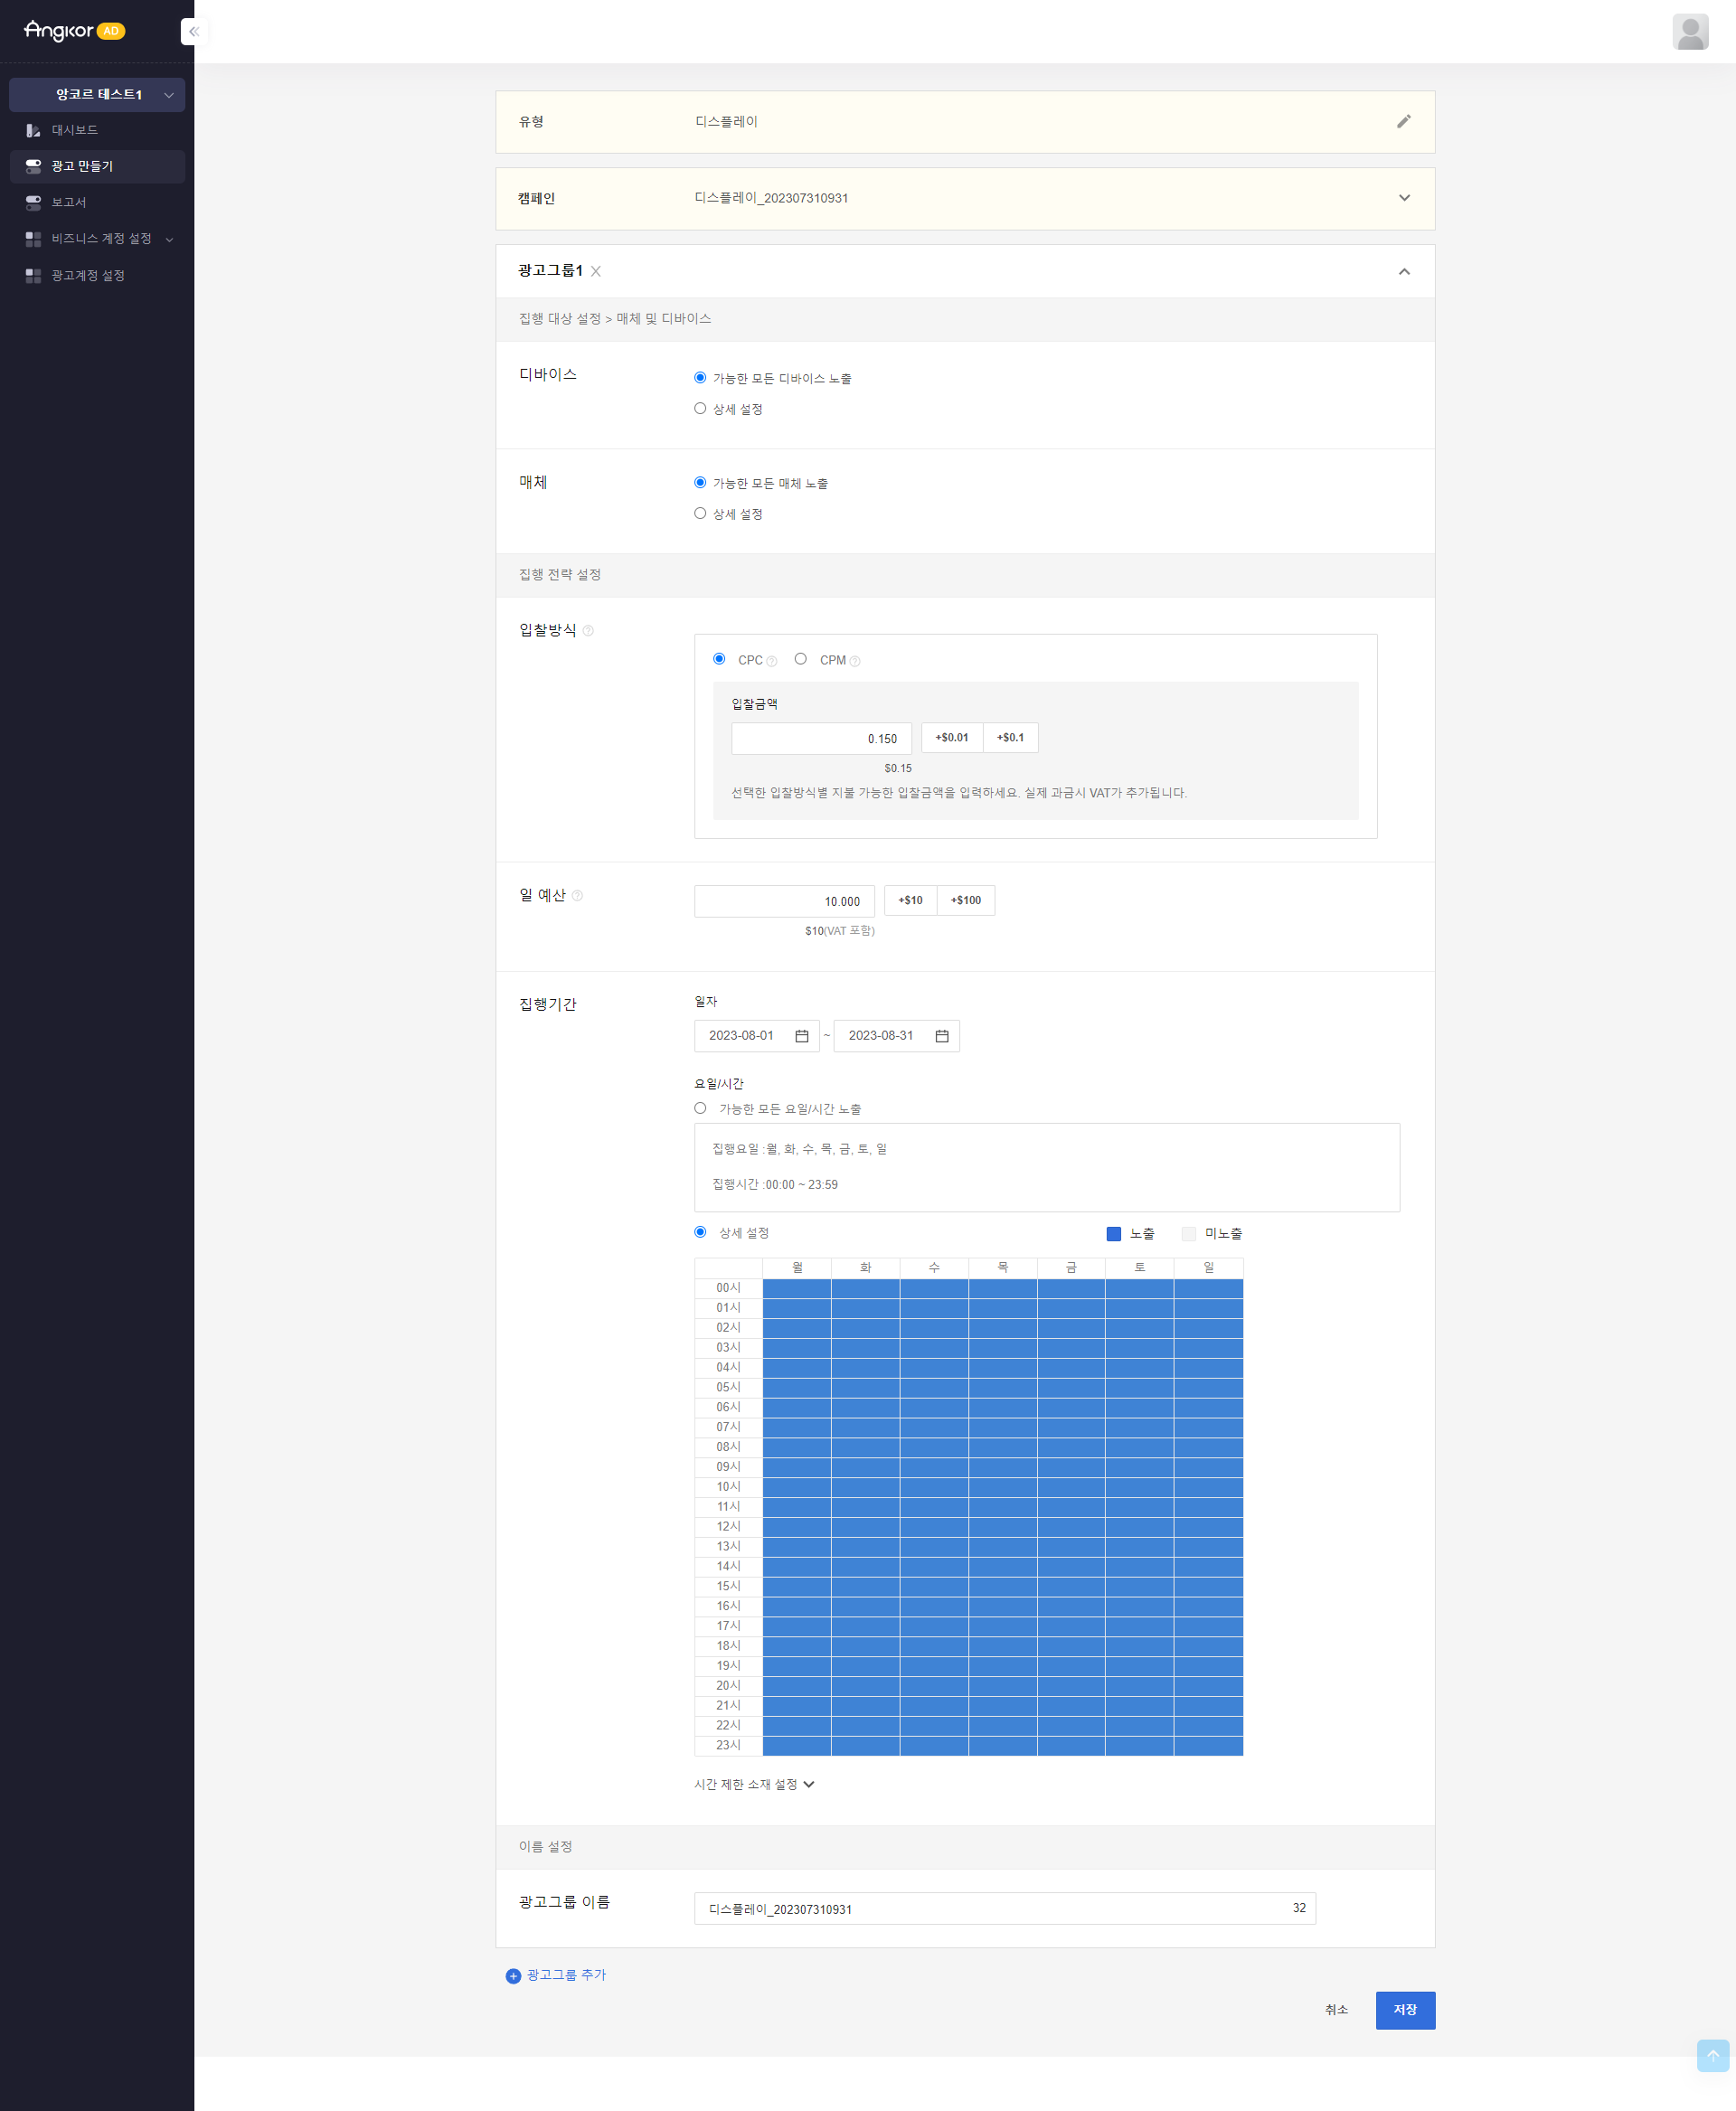 Angkor AD
앙코르 테스트1
대시보드
광고 만들기
보고서
비즈니스 계정 설정
광고계정 설정
유형 디스플레이
캠페인 디스플레이_202307310931
광고그룹1
집행 대상 설정 > 매체 및 디바이스
디바이스 가능한 모든 디바이스 노출
상세 설정
매체 가능한 모든 매체 노출
상세 설정
집행 전략 설정
입찰방식
CPC CPM
입찰금액
0.150 +$0.01 +$0.1
$0.15
선택한 입찰방식별 지불 가능한 입찰금액을 입력하세요. 실제 과금시 VAT가 추가됩니다.
일 예산 10.000 +$10 +$100
$10(VAT 포함)
집행기간 일자
2023-08-01 ~ 2023-08-31
요일/시간
가능한 모든 요일/시간 노출
집행요일 :월, 화, 수, 목, 금, 토, 일
집행시간 :00:00 ~ 23:59
상세 설정 노출 미노출
월 화 수 목 금 토 일
00시
01시
02시
03시
04시
05시
06시
07시
08시
09시
10시
11시
12시
13시
14시
15시
16시
17시
18시
19시
20시
21시
22시
23시
시간 제한 소재 설정
이름 설정
광고그룹 이름 디스플레이_202307310931 32
광고그룹 추가
취소 저장